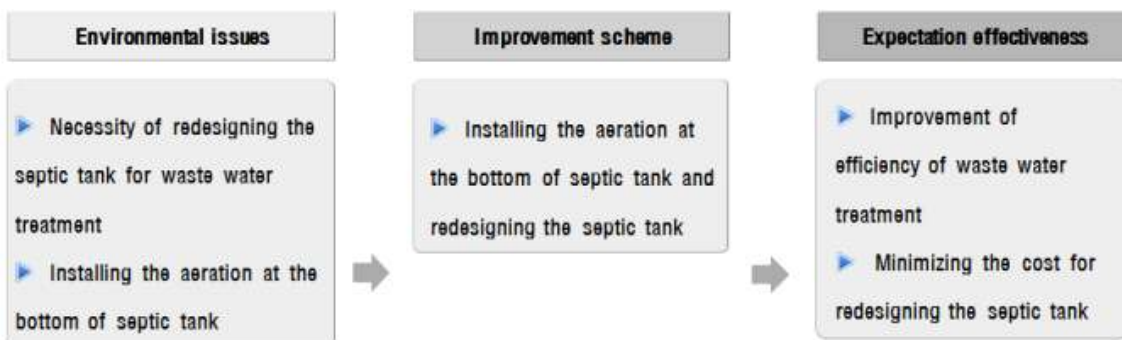 Environmental issues
Necessity of redesigning the
septic tank for waste water
treatment
Installing the aeration at the
bottom of septic tank
Improvement scheme
Installing the aeration at
the bottom of septic tank and
redesigning the septic tank
Expectation effectiveness
Improvement of
efficiency of waste water
treatment
Minimizing the cost for
redesigning the septic tank